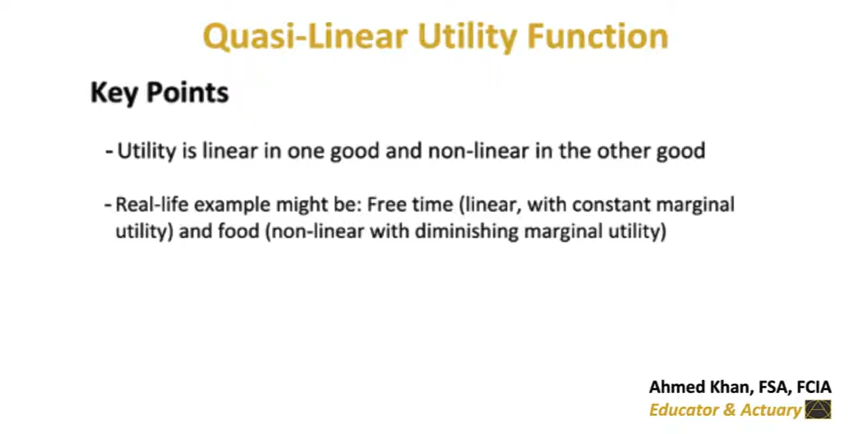 Quasi-Linear Utility Function
Key Points
- Utility is linear in one good and non-linear in the other good
- Real-life example might be: Free time (linear, with constant marginal
utility) and food (non-linear with diminishing marginal utility)
Ahmed Khan, FSA, FCIA
Educator & Actuary